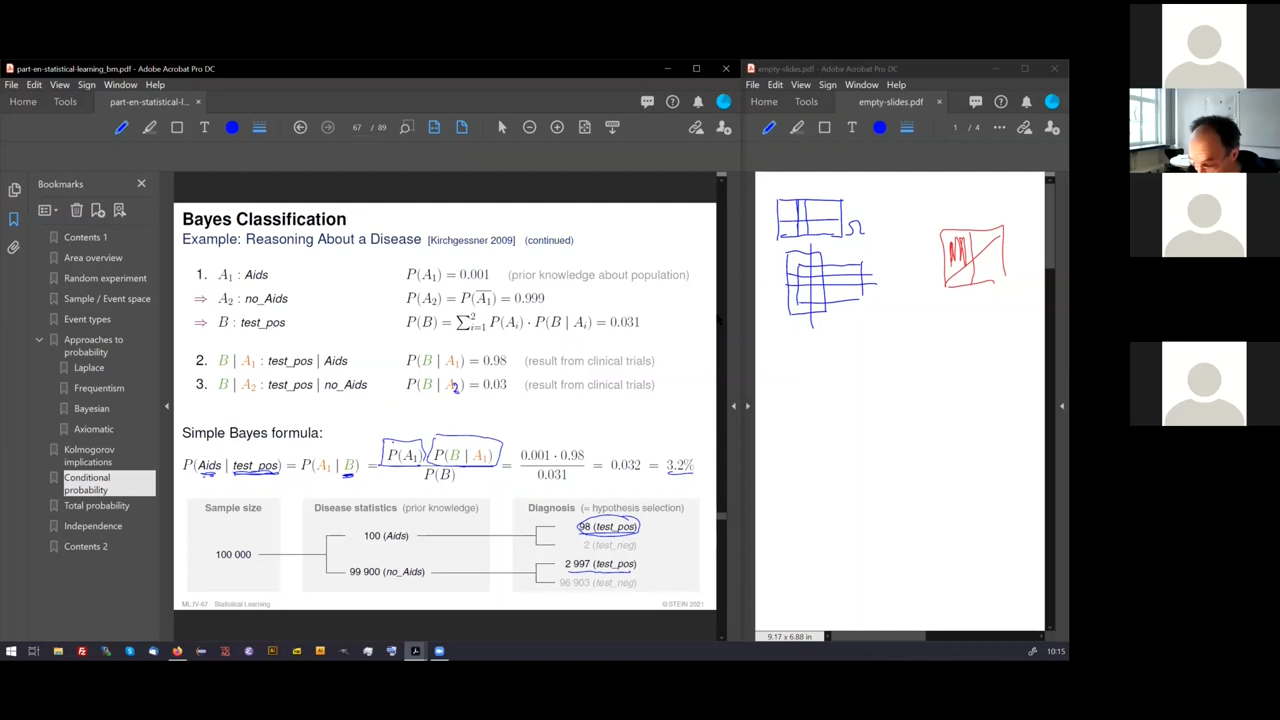 part-en-statistical-learning_bm.pdf - Adobe Acrobat Pro DC
File Edit View Sign Window Help
Home Tools part-en-statistical-l... ×
67 / 89
Bookmarks
Contents 1
Area overview
Random experiment
Sample / Event space
Event types
Approaches to
probability
Laplace
Frequentism
Bayesian
Axiomatic
Kolmogorov
implications
Conditional
probability
Total probability
Independence
Contents 2
Bayes Classification
Example: Reasoning About a Disease [Kirchgessner 2009] (continued)
1. A₁ : Aids P(A₁) = 0.001 (prior knowledge about population)
⇒ A₂ : no_Aids P(A₂) = P(A̅₁) = 0.999
⇒ B : test_pos P(B) = ∑²ᵢ₌₁ P(Aᵢ) · P(B | Aᵢ) = 0.031
2. B | A₁ : test_pos | Aids P(B | A₁) = 0.98 (result from clinical trials)
3. B | A₂ : test_pos | no_Aids P(B | A₂) = 0.03 (result from clinical trials)
Simple Bayes formula:
P(Aids | test_pos) = P(A₁ | B) = P(A₁) · P(B | A₁) / P(B) = 0.001 · 0.98 / 0.031 = 0.032 = 3.2%
Sample size Disease statistics (prior knowledge) Diagnosis (= hypothesis selection)
98 (test_pos)
100 (Aids)
2 (test_neg)
100 000
2 997 (test_pos)
99 900 (no_Aids)
96 903 (test_neg)
ML:IV-67 Statistical Learning © STEIN 2021
empty-slides.pdf - Adobe Acrobat Pro DC
File Edit View Sign Window Help
Home Tools empty-slides.pdf ×
1 / 4
Ω
9.17 x 6.88 in
10:15